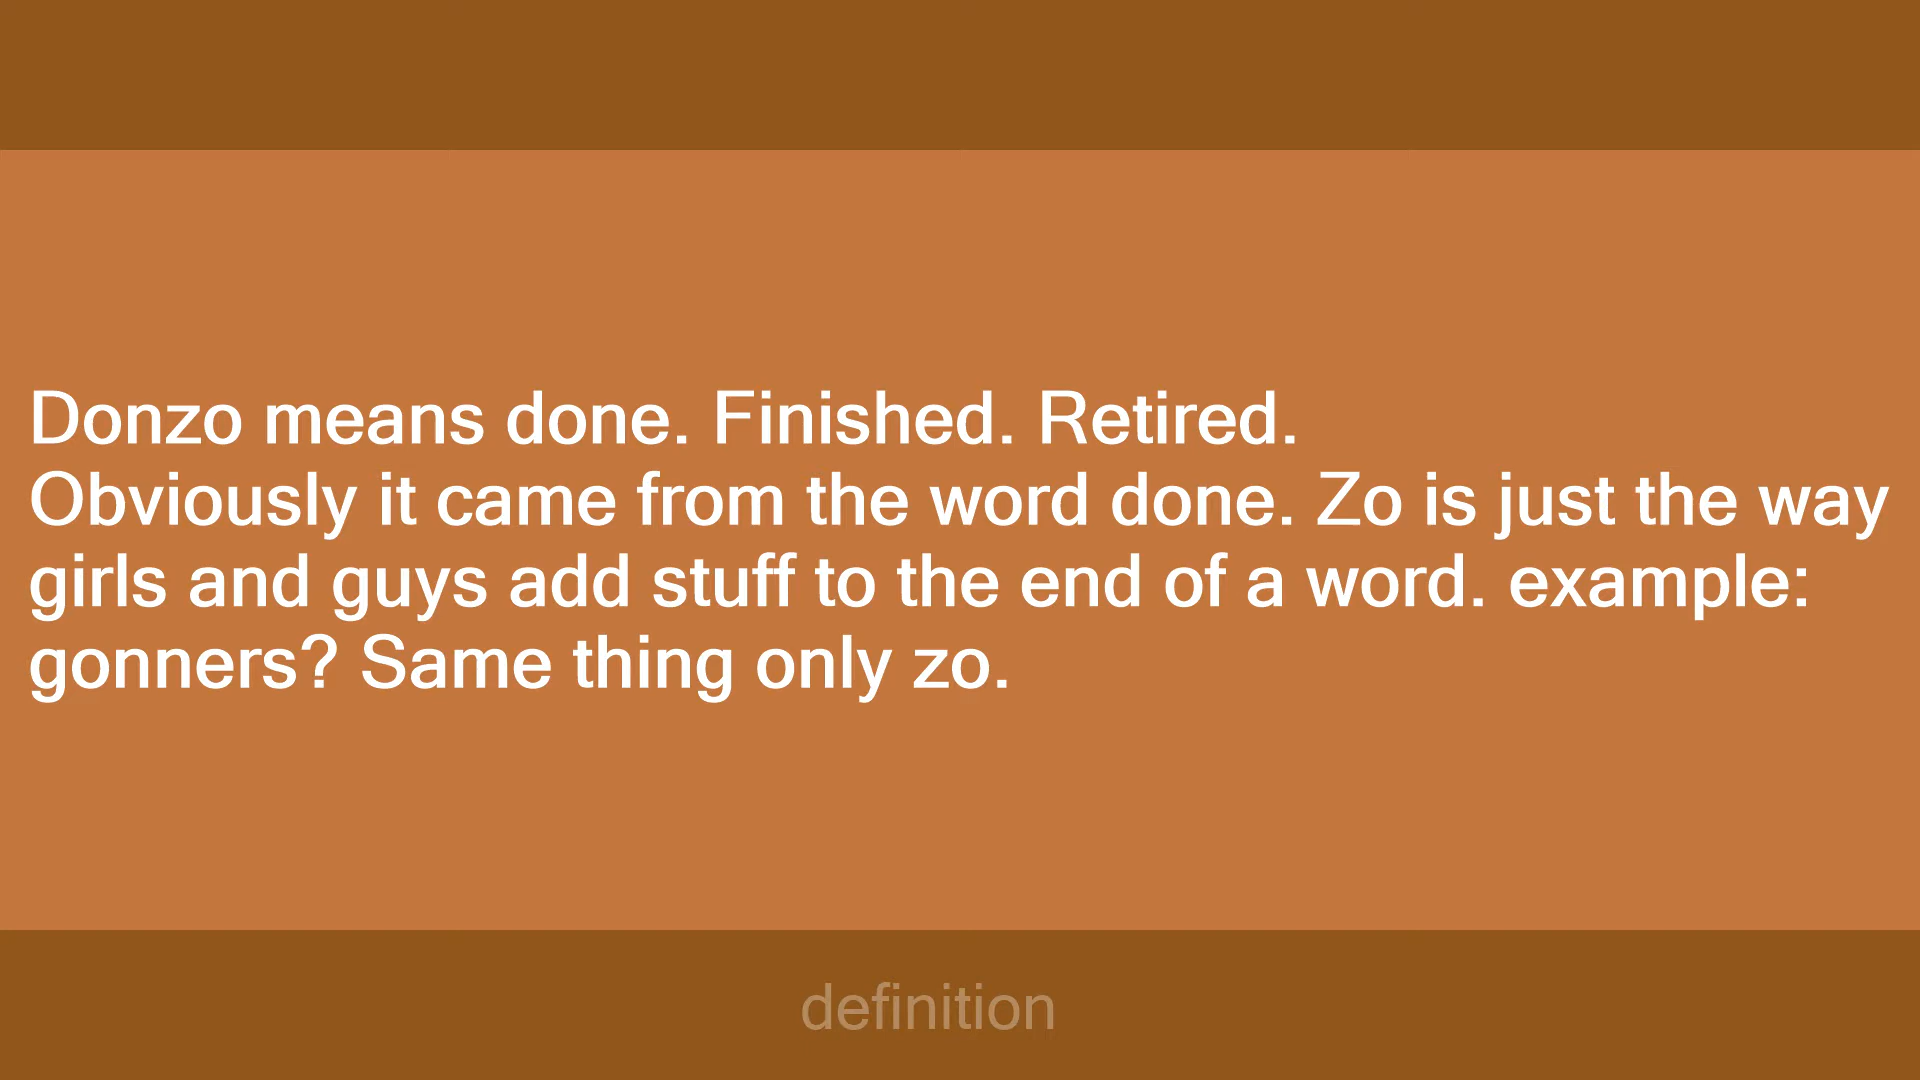 Donzo means done. Finished. Retired.
Obviously it came from the word done. Zo is just the way
girls and guys add stuff to the end of a word. example:
gonners? Same thing only zo.
definition